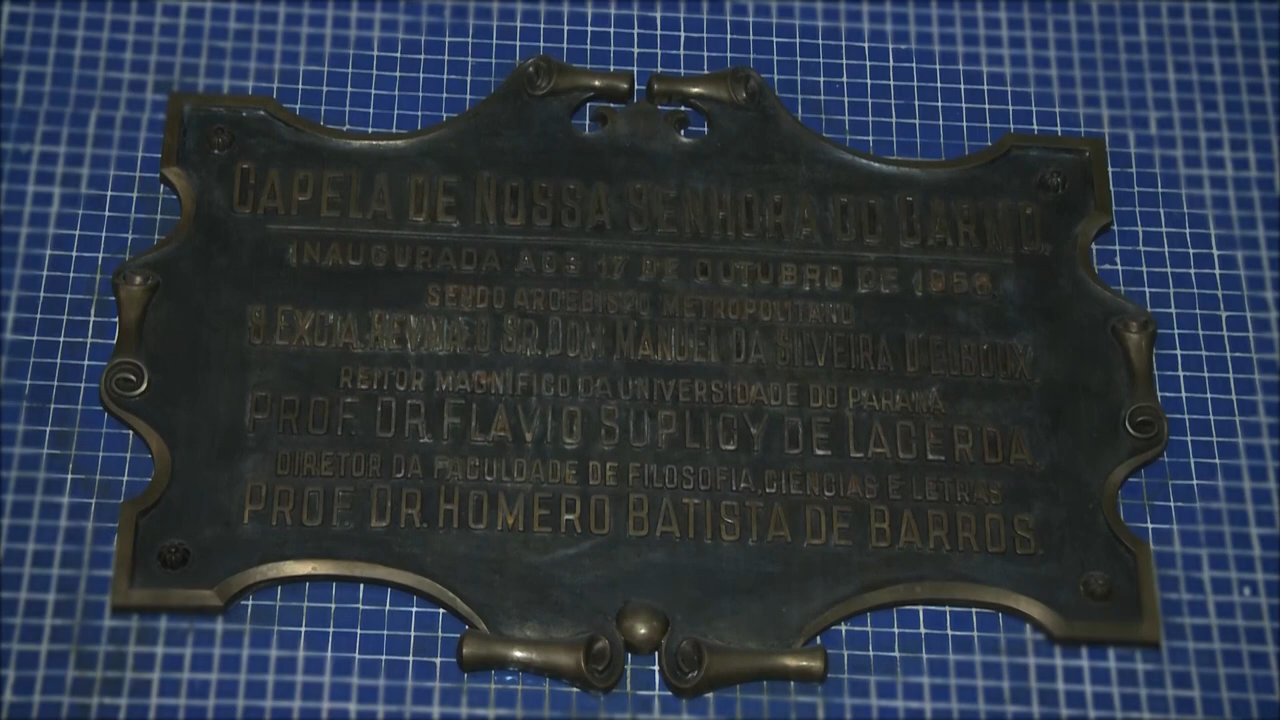 CAPELA DE NOSSA SENHORA DO CARMO,
INAUGURADA AOS 17 DE OUTUBRO DE 1958,
SENDO ARCEBISPO METROPOLITANO
S. EXCIA. REVMA. O SR. DOM MANUEL DA SILVEIRA D'ELBOUX,
REITOR MAGNÍFICO DA UNIVERSIDADE DO PARANÁ
PROF. DR. FLAVIO SUPLICY DE LACERDA,
DIRETOR DA FACULDADE DE FILOSOFIA, CIENCIAS E LETRAS
PROF. DR. HOMERO BATISTA DE BARROS.